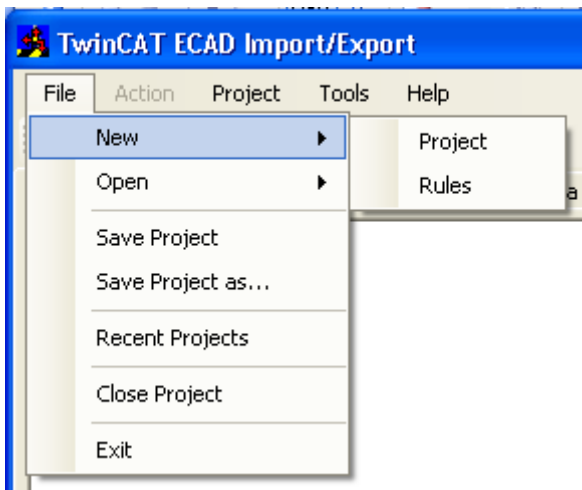 TwinCAT ECAD Import/Export
File Action Project Tools Help
New Project
Open Rules
Save Project
Save Project as...
Recent Projects
Close Project
Exit